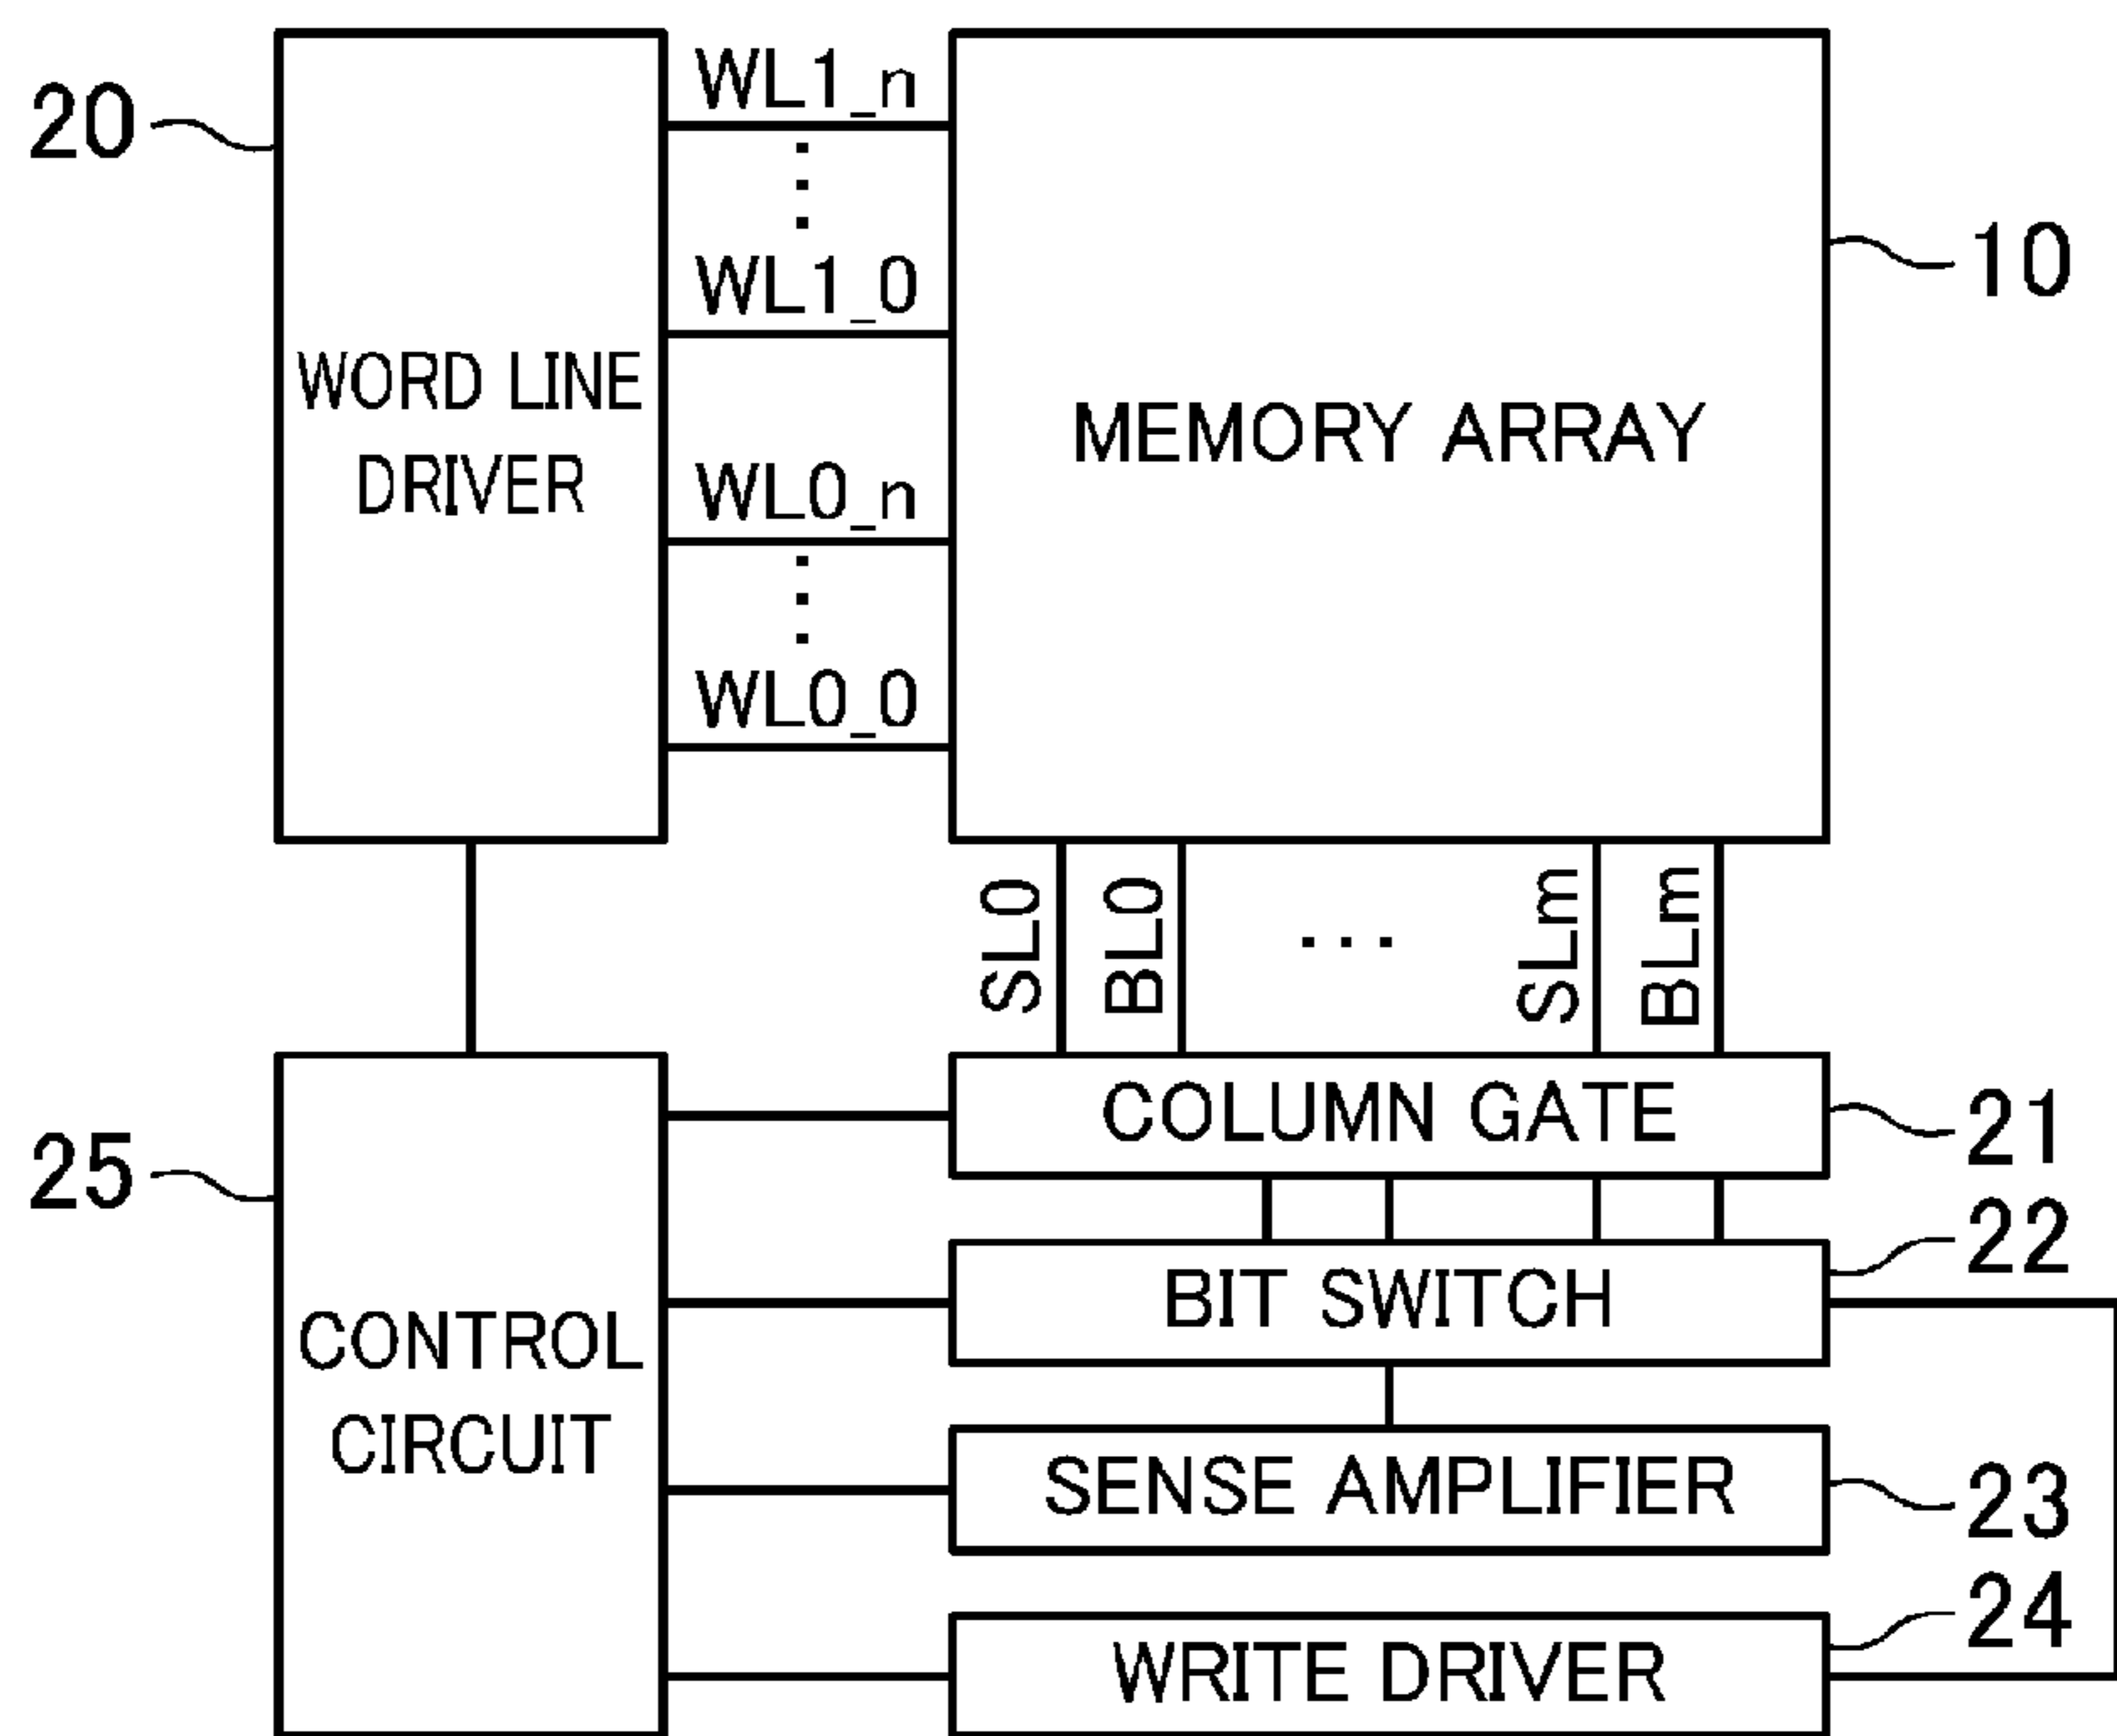 20
WL1_n
WL1_0
WORD LINE
DRIVER
WL0_n
WL0_0
MEMORY ARRAY
10
SL0
BL0
...
SLm
BLm
25
CONTROL
CIRCUIT
COLUMN GATE
21
BIT SWITCH
22
SENSE AMPLIFIER
23
WRITE DRIVER
24